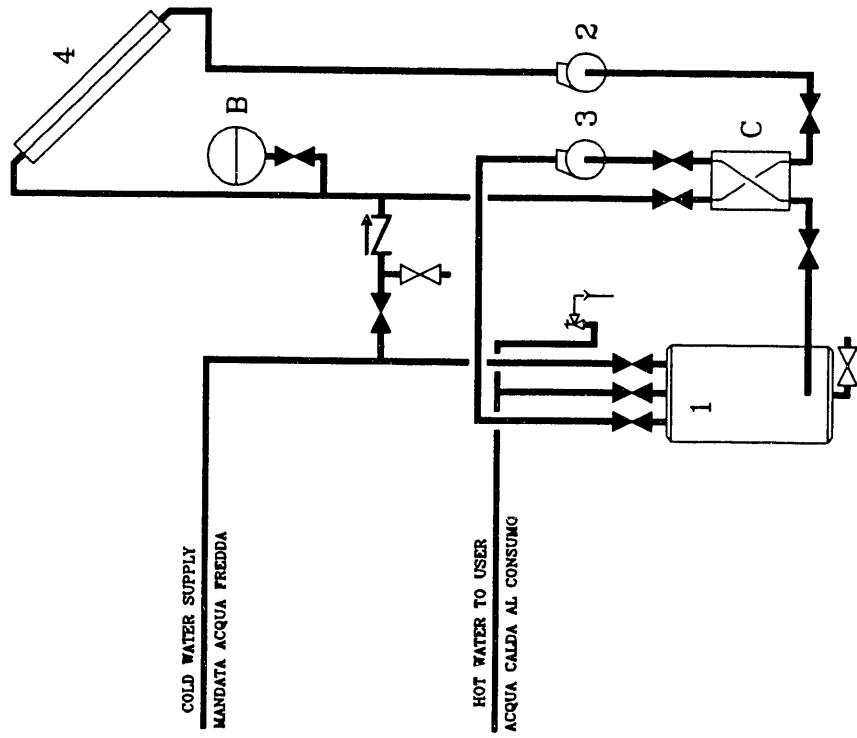 COLD WATER SUPPLY
MANDATA ACQUA FREDDA
HOT WATER TO USER
ACQUA CALDA AL CONSUMO
4
B
2
3
C
1